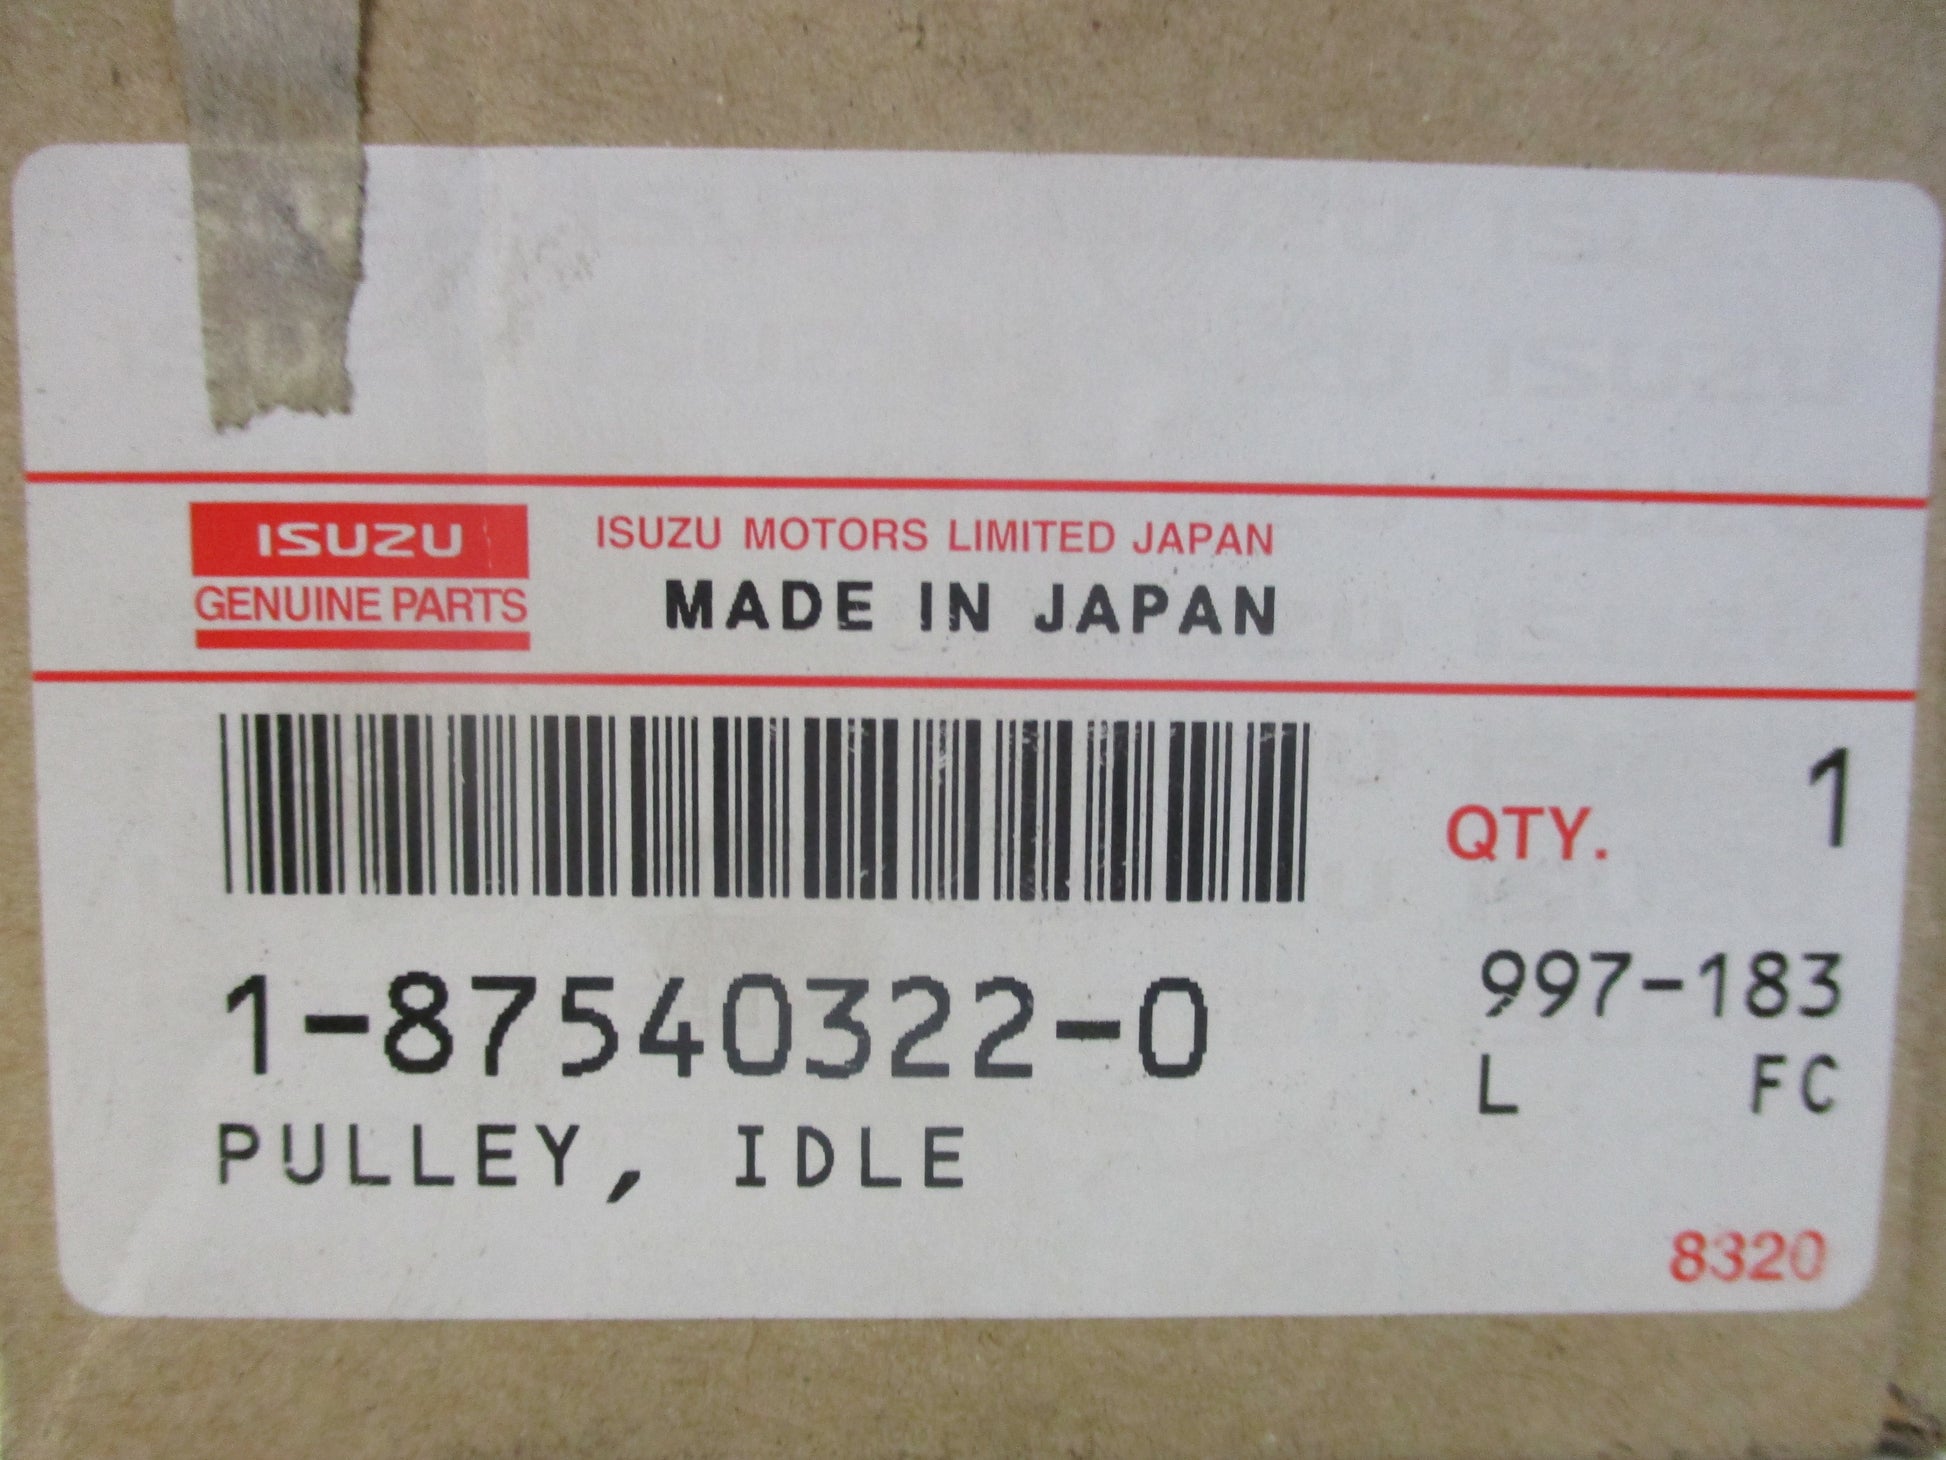 ISUZU
GENUINE PARTS
ISUZU MOTORS LIMITED JAPAN
MADE IN JAPAN
QTY. 1
1-87540322-0
PULLEY, IDLE
997-183
L FC
8320